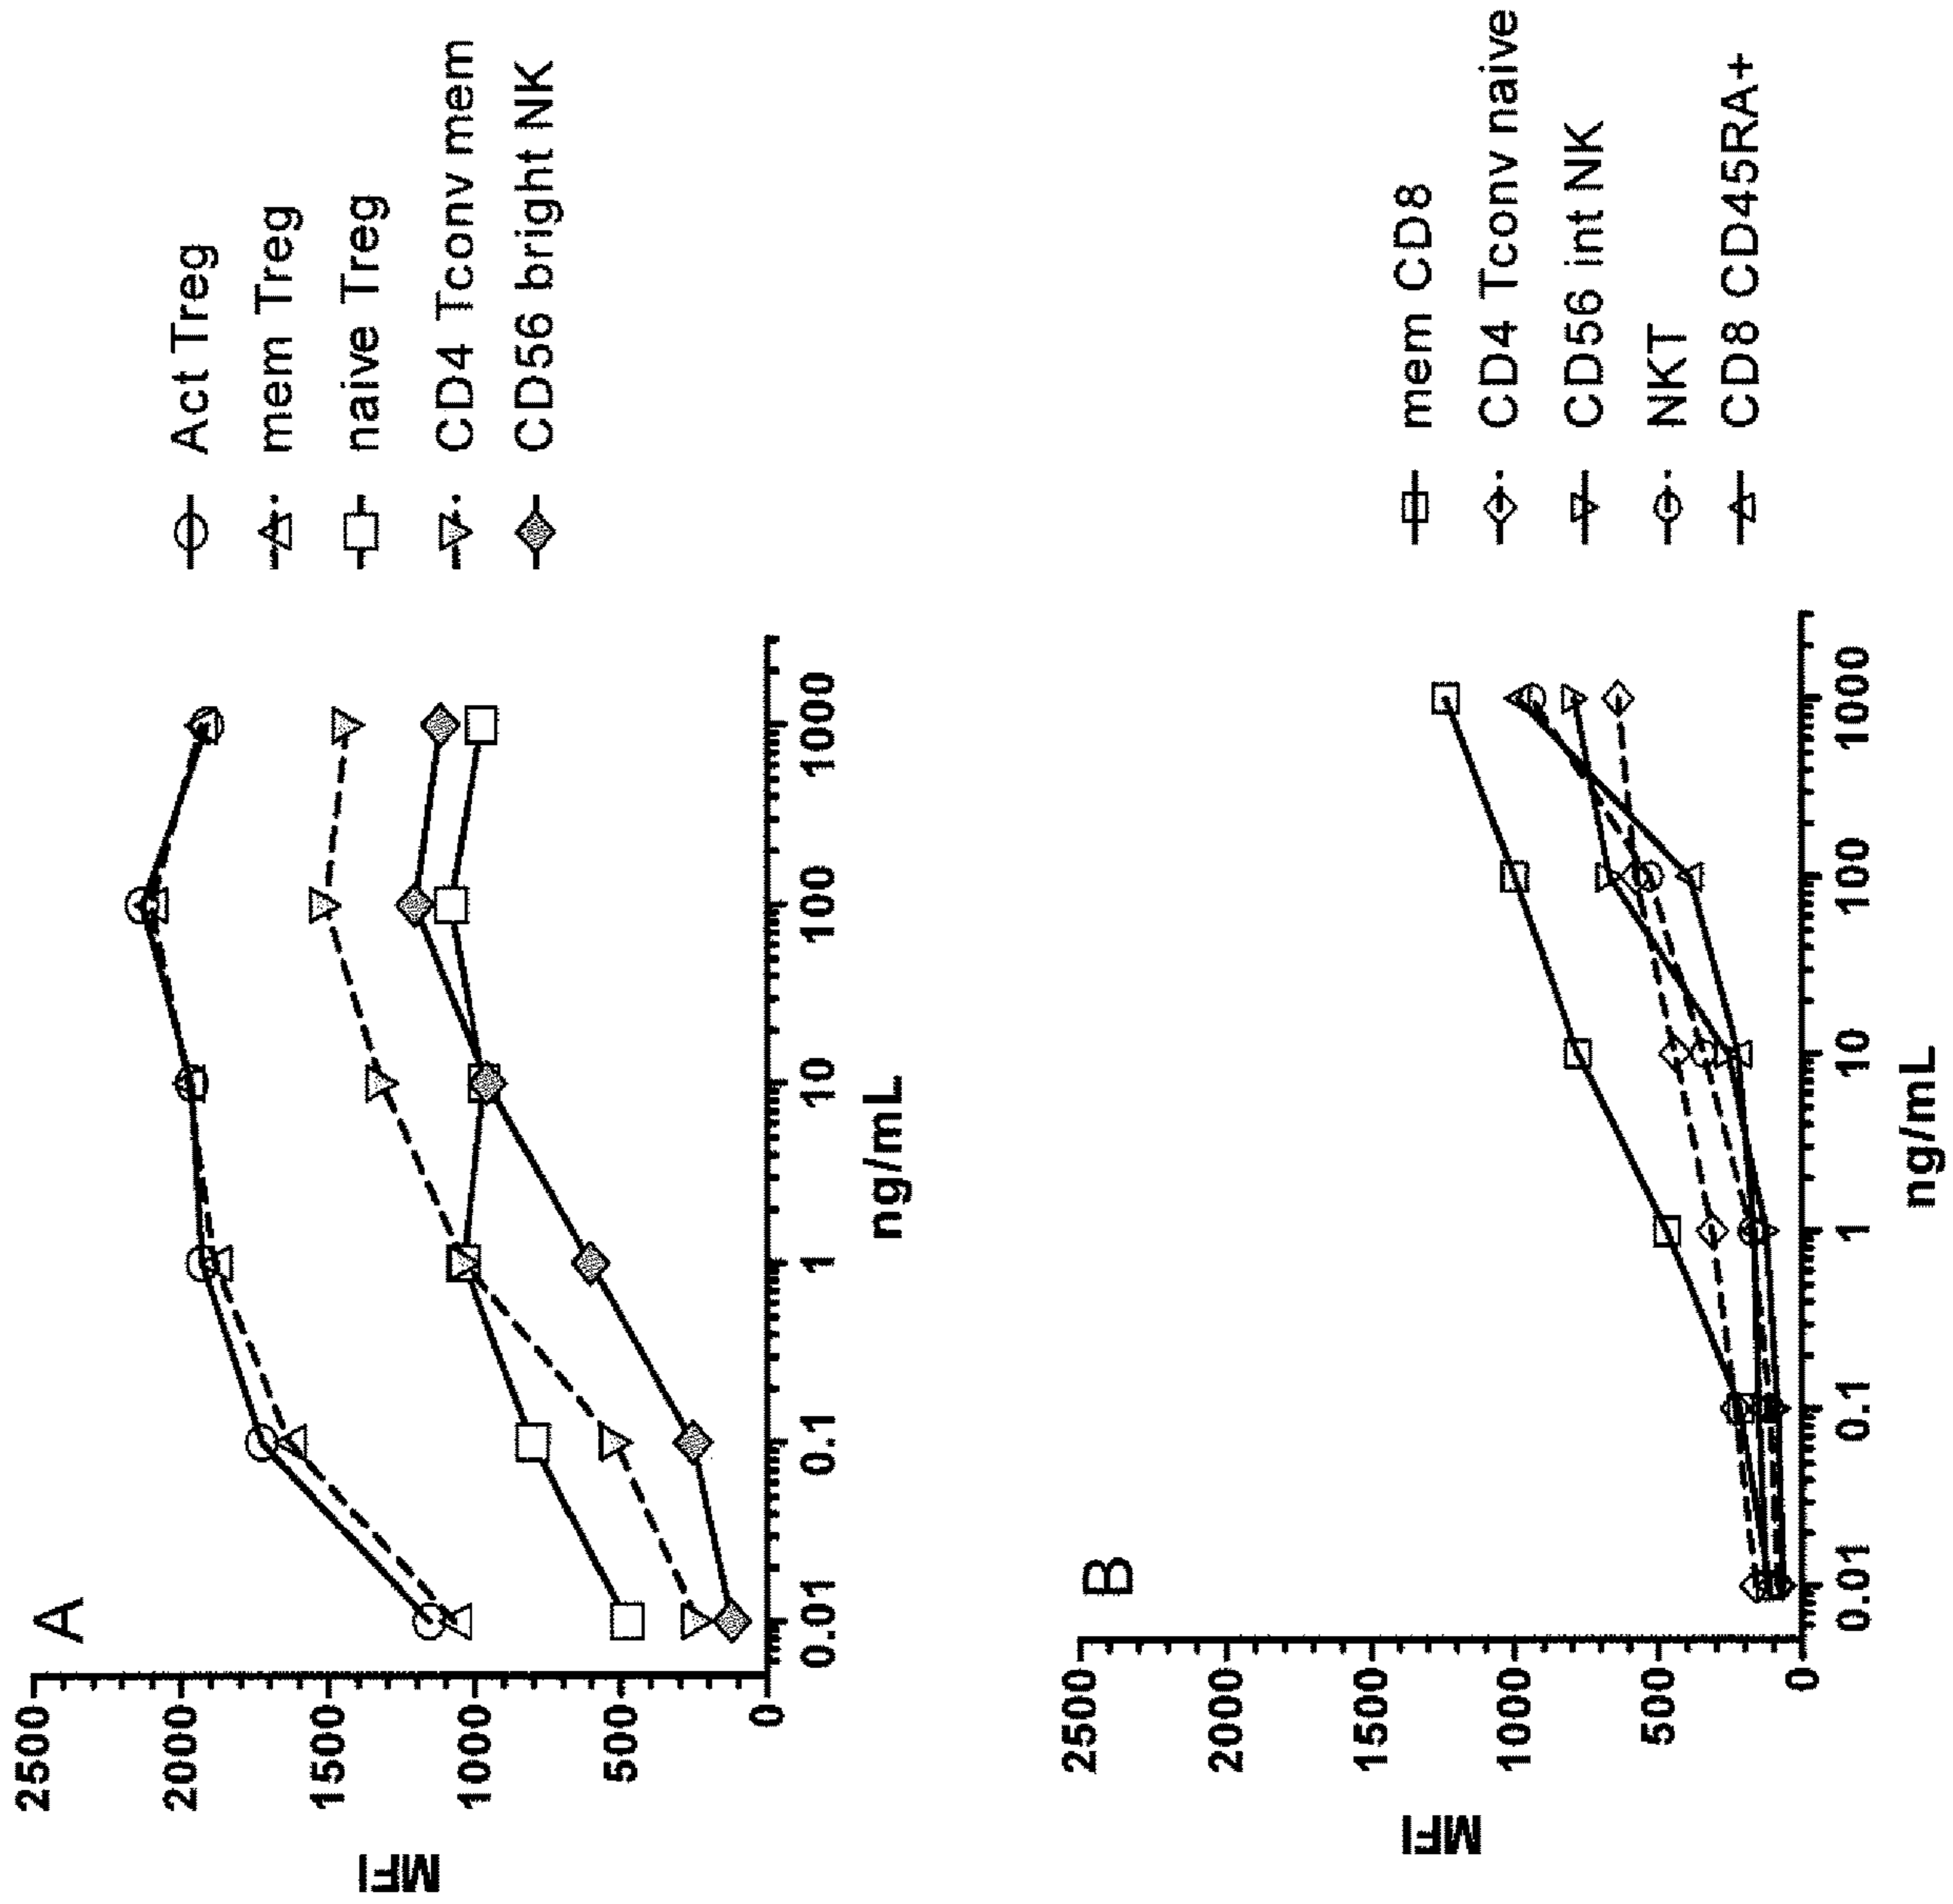 A
2500
2000
1500
1000
500
0
MFI
0.01
0.1
1
10
100
1000
ng/mL
Act Treg
mem Treg
naive Treg
CD4 Tconv mem
CD56 bright NK
B
2500
2000
1500
1000
500
0
MFI
0.01
0.1
1
10
100
1000
ng/mL
mem CD8
CD4 Tconv naive
CD56 int NK
NKT
CD8 CD45RA+